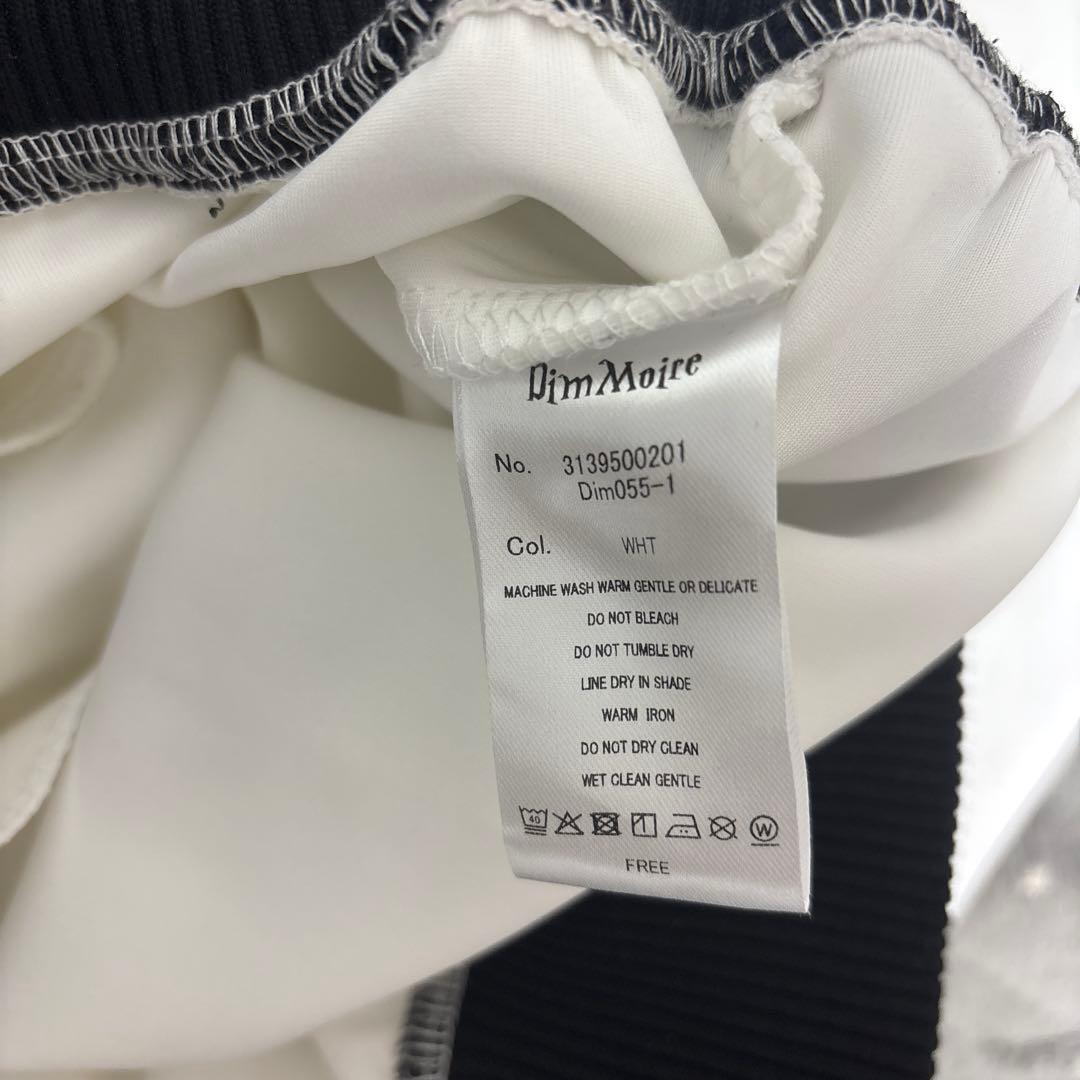 DimMoire
No. 3139500201
Dim055-1
Col. WHT
MACHINE WASH WARM GENTLE OR DELICATE
DO NOT BLEACH
DO NOT TUMBLE DRY
LINE DRY IN SHADE
WARM IRON
DO NOT DRY CLEAN
WET CLEAN GENTLE
40 W
FREE